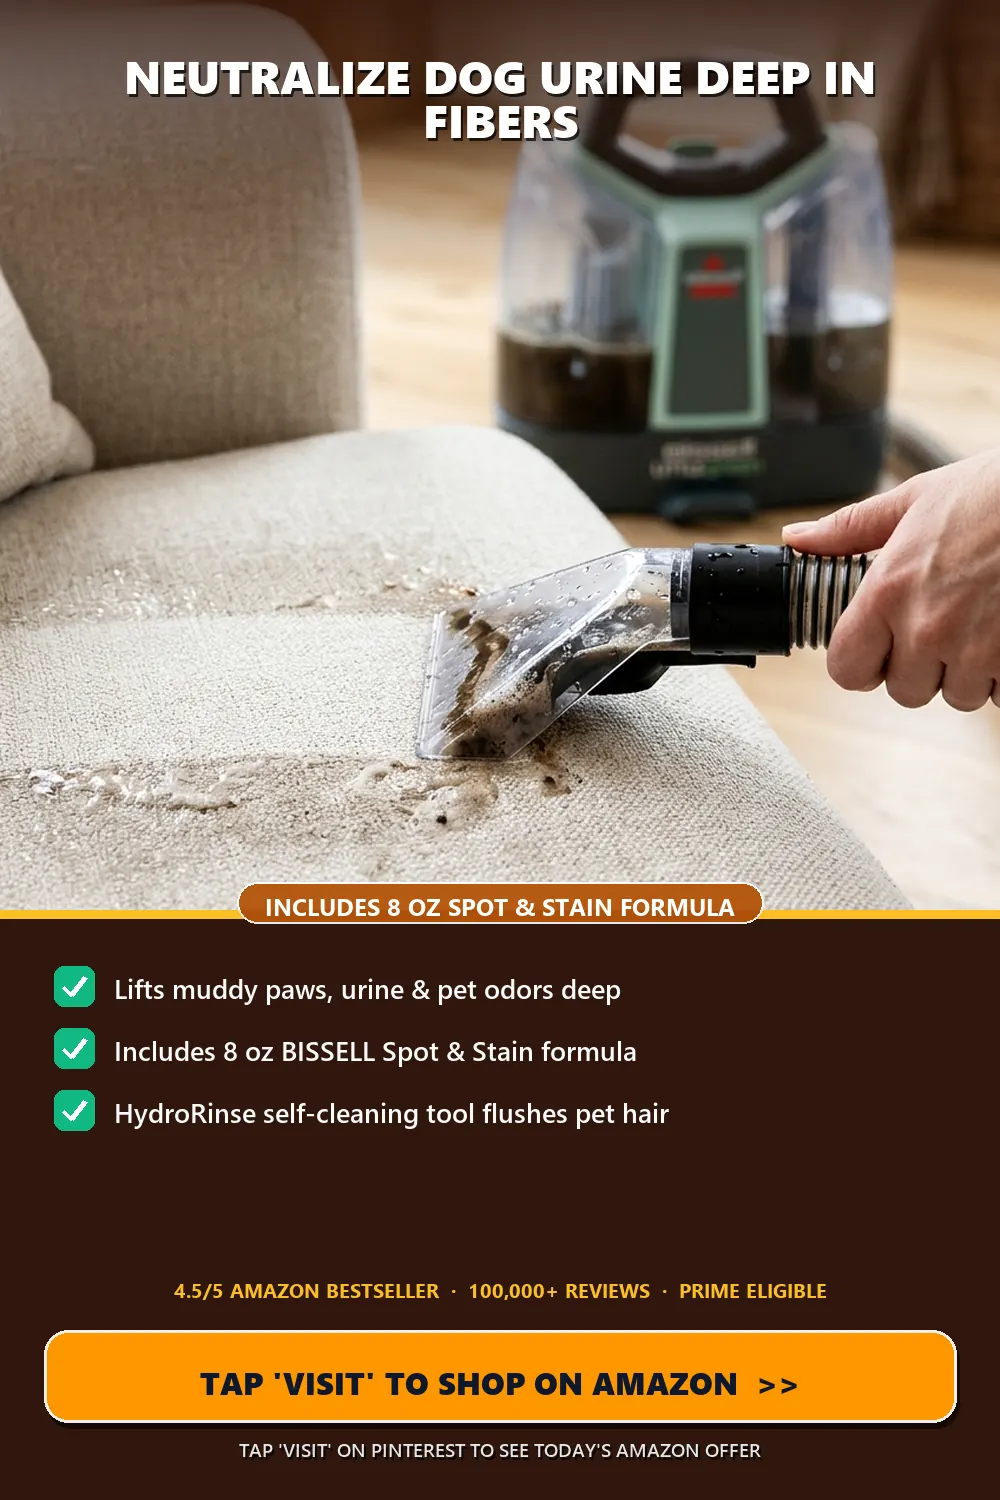 NEUTRALIZE DOG URINE DEEP IN
FIBERS
INCLUDES 8 OZ SPOT & STAIN FORMULA
Lifts muddy paws, urine & pet odors deep
Includes 8 oz BISSELL Spot & Stain formula
HydroRinse self-cleaning tool flushes pet hair
4.5/5 AMAZON BESTSELLER · 100,000+ REVIEWS · PRIME ELIGIBLE
TAP 'VISIT' TO SHOP ON AMAZON >>
TAP 'VISIT' ON PINTEREST TO SEE TODAY'S AMAZON OFFER